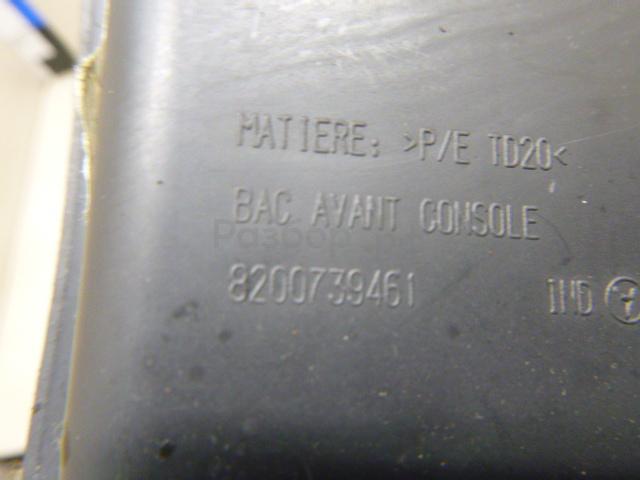 MATIERE: >P/E TD20<
BAC AVANT CONSOLE
8200739461 IND